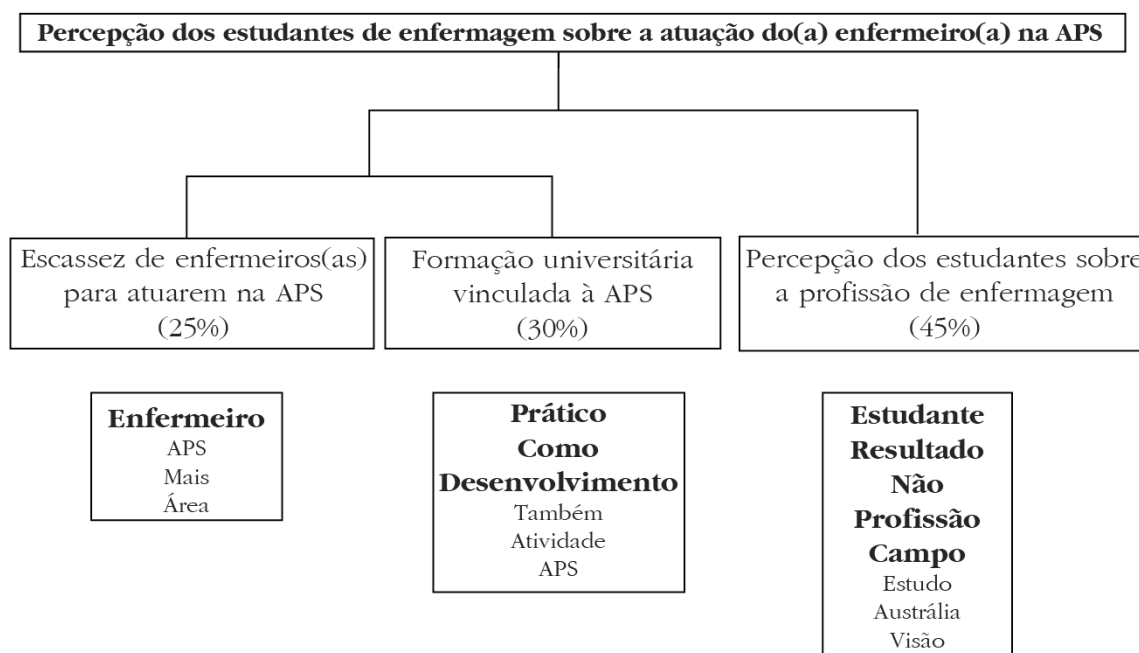 Percepção dos estudantes de enfermagem sobre a atuação do(a) enfermeiro(a) na APS
Escassez de enfermeiros(as)
para atuarem na APS
(25%)
Formação universitária
vinculada à APS
(30%)
Percepção dos estudantes sobre
a profissão de enfermagem
(45%)
Enfermeiro
APS
Mais
Área
Prático
Como
Desenvolvimento
Também
Atividade
APS
Estudante
Resultado
Não
Profissão
Campo
Estudo
Austrália
Visão